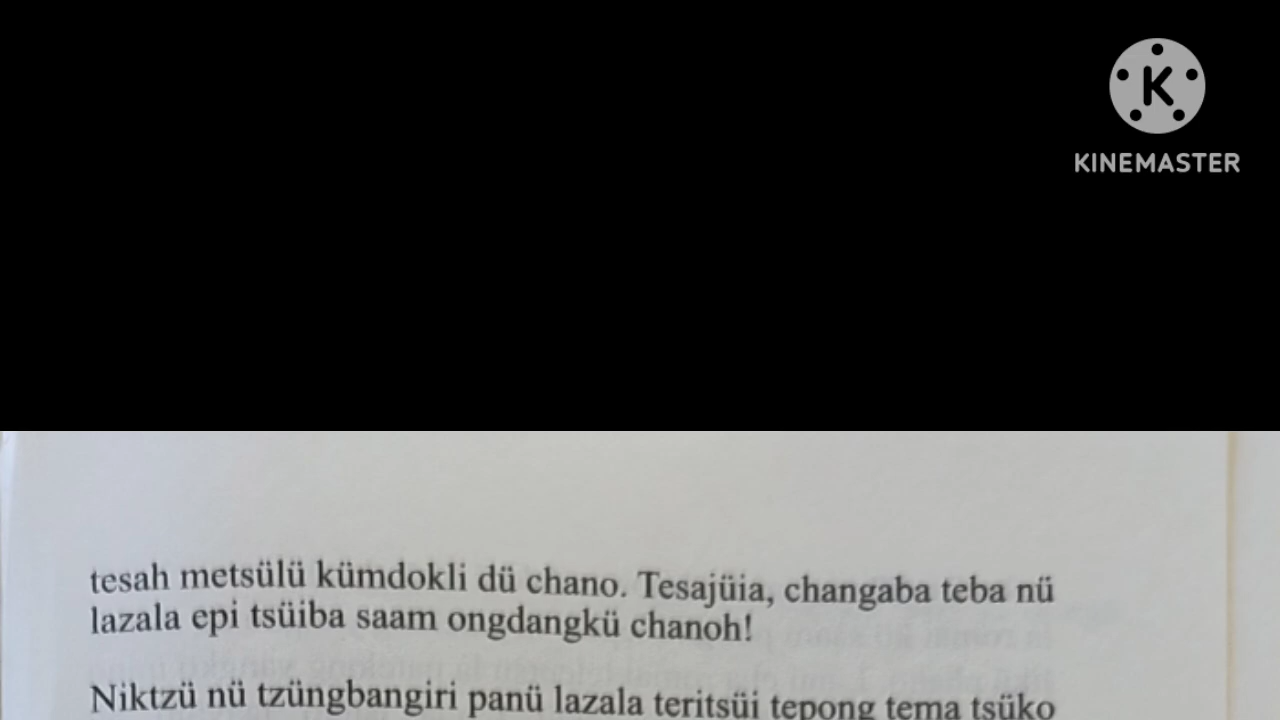 KINEMASTER
tesah metsülü kümdokli dü chano. Tesajüia, changaba teba nü
lazala epi tsüiba saam ongdangkü chanoh!
Niktzü nü tzüngbangiri panü lazala teritsüi tepong tema tsüko